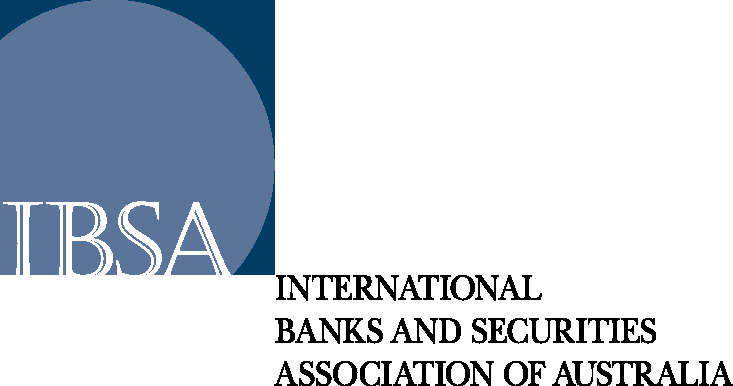 IBSA
INTERNATIONAL
BANKS AND SECURITIES
ASSOCIATION OF AUSTRALIA